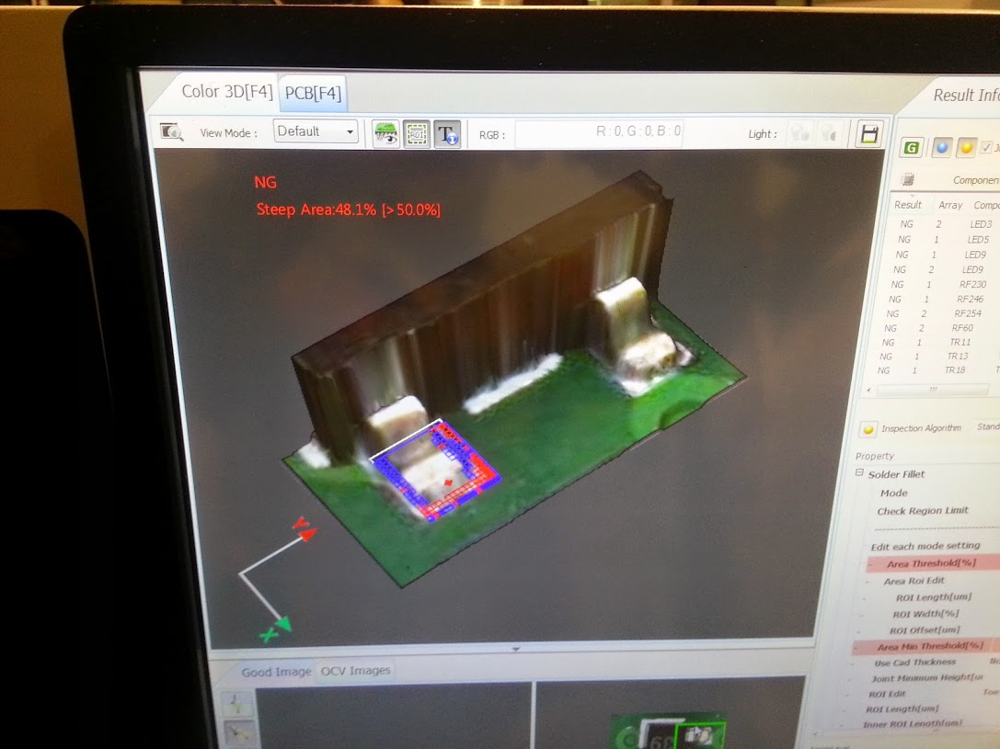 Color 3D[F4]
PCB[F4]
Result Inf
View Mode :
Default
ROI
T
RGB :
R : 0, G : 0, B : 0
Light :
NG
Steep Area:48.1% [>50.0%]
G
Component
Result Array Compo
NG 2 LED3
NG 1 LED5
NG 1 LED9
NG 2 LED9
NG 1 RF230
NG 1 RF246
NG 2 RF254
NG 2 RF60
NG 1 TR11
NG 1 TR13
NG 1 TR18
Inspection Algorithm Stand
Property
Solder Fillet
Mode
Check Region Limit
Edit each mode setting
Area Threshold[%]
Area Roi Edit
ROI Length[um]
ROI Width[%]
ROI Offset[um]
Area Min Threshold[%]
Use Cad Thickness
Joint Minimum Height[um
ROI Edit Toe
ROI Length[um]
Inner ROI Length[um]
Y
X
Good Image
OCV Images